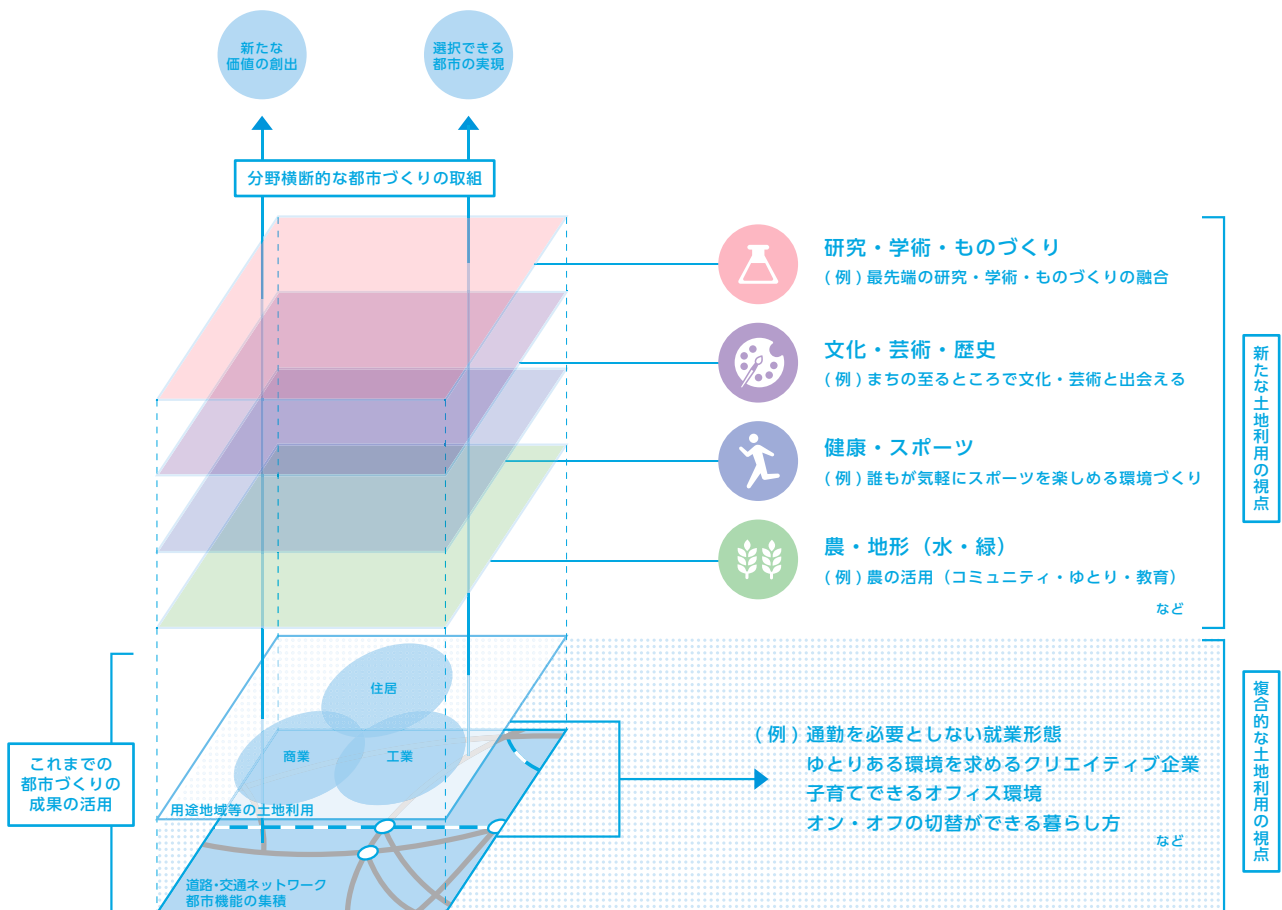 新たな
価値の創出
選択できる
都市の実現
分野横断的な都市づくりの取組
研究・学術・ものづくり
(例)最先端の研究・学術・ものづくりの融合
文化・芸術・歴史
(例)まちの至るところで文化・芸術と出会える
健康・スポーツ
(例)誰もが気軽にスポーツを楽しめる環境づくり
農・地形（水・緑）
(例)農の活用（コミュニティ・ゆとり・教育）
など
新たな土地利用の視点
住居
商業
工業
用途地域等の土地利用
道路・交通ネットワーク
都市機能の集積
これまでの
都市づくりの
成果の活用
(例)通勤を必要としない就業形態
ゆとりある環境を求めるクリエイティブ企業
子育てできるオフィス環境
オン・オフの切替ができる暮らし方
など
複合的な土地利用の視点